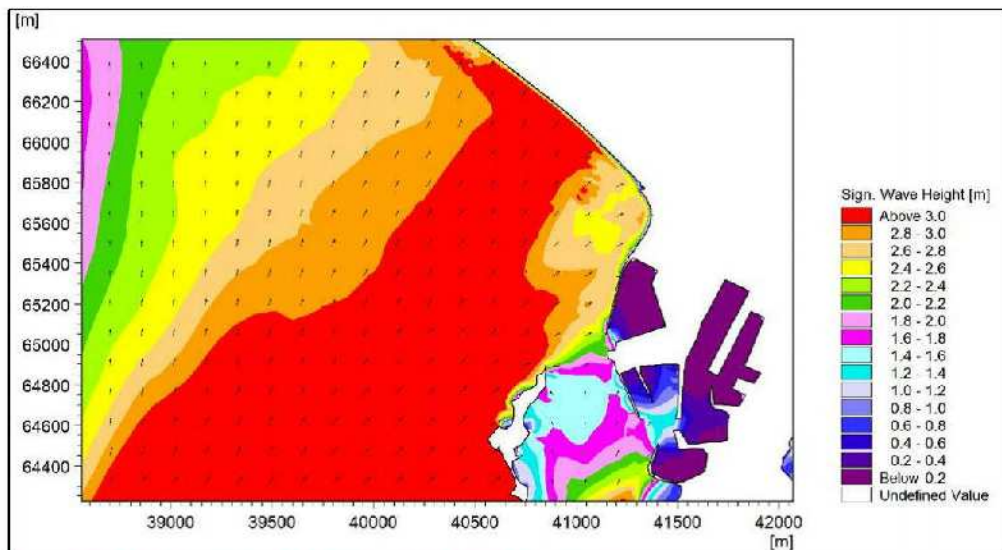 [m]
66400
66200
66000
65800
65600
65400
65200
65000
64800
64600
64400
39000 39500 40000 40500 41000 41500 42000
[m]
Sign. Wave Height [m]
Above 3.0
2.8 - 3.0
2.6 - 2.8
2.4 - 2.6
2.2 - 2.4
2.0 - 2.2
1.8 - 2.0
1.6 - 1.8
1.4 - 1.6
1.2 - 1.4
1.0 - 1.2
0.8 - 1.0
0.6 - 0.8
0.4 - 0.6
0.2 - 0.4
Below 0.2
Undefined Value